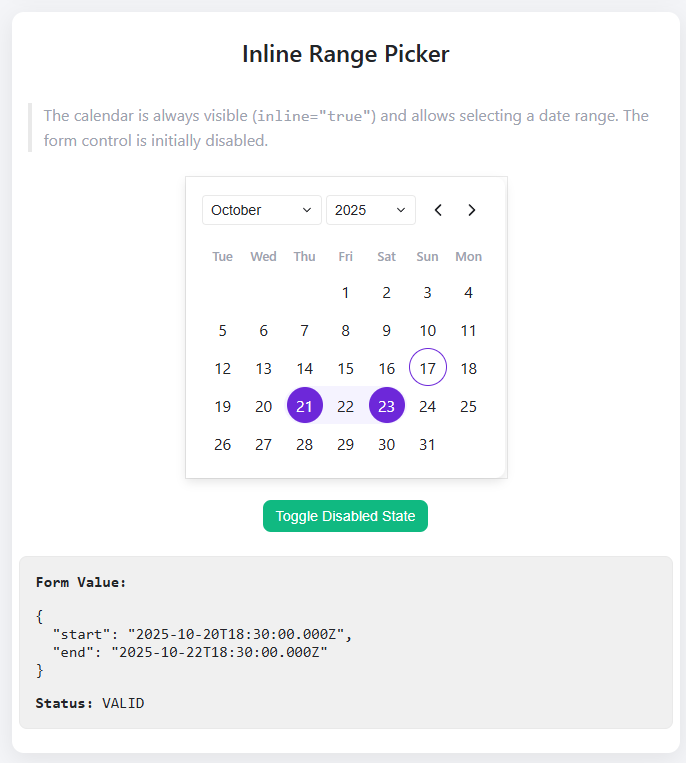 Inline Range Picker
The calendar is always visible (inline="true") and allows selecting a date range. The
form control is initially disabled.
October 2025
Tue Wed Thu Fri Sat Sun Mon
1 2 3 4
5 6 7 8 9 10 11
12 13 14 15 16 17 18
19 20 21 22 23 24 25
26 27 28 29 30 31
Toggle Disabled State
Form Value:
{
  "start": "2025-10-20T18:30:00.000Z",
  "end": "2025-10-22T18:30:00.000Z"
}
Status: VALID